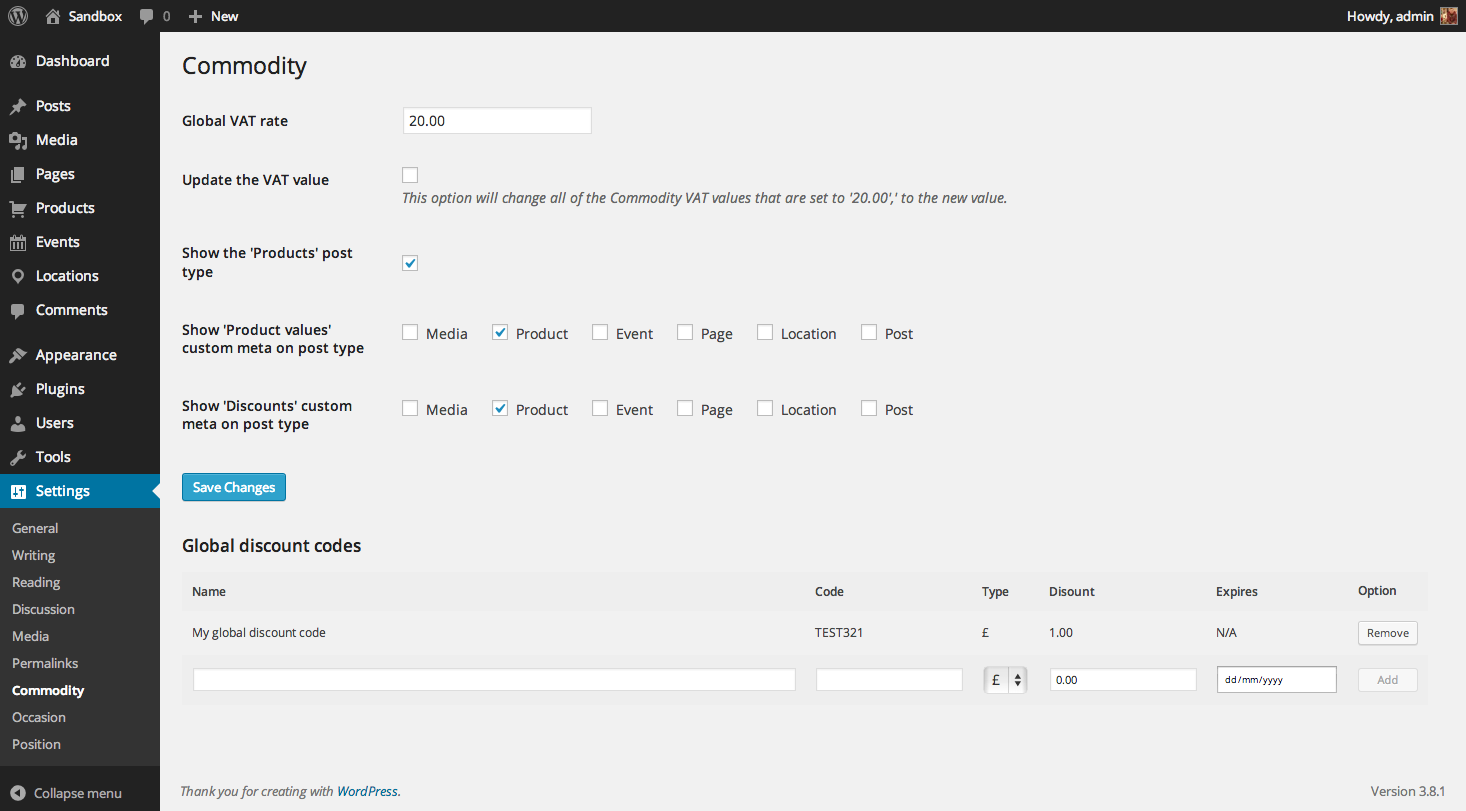 Sandbox 0 New Howdy, admin
Dashboard
Posts
Media
Pages
Products
Events
Locations
Comments
Appearance
Plugins
Users
Tools
Settings
General
Writing
Reading
Discussion
Media
Permalinks
Commodity
Occasion
Position
Collapse menu
Commodity
Global VAT rate 20.00
Update the VAT value
This option will change all of the Commodity VAT values that are set to '20.00',' to the new value.
Show the 'Products' post
type
Show 'Product values'
custom meta on post type
Media Product Event Page Location Post
Show 'Discounts' custom
meta on post type
Media Product Event Page Location Post
Save Changes
Global discount codes
Name Code Type Disount Expires Option
My global discount code TEST321 £ 1.00 N/A Remove
£ 0.00 dd/mm/yyyy Add
Thank you for creating with WordPress. Version 3.8.1